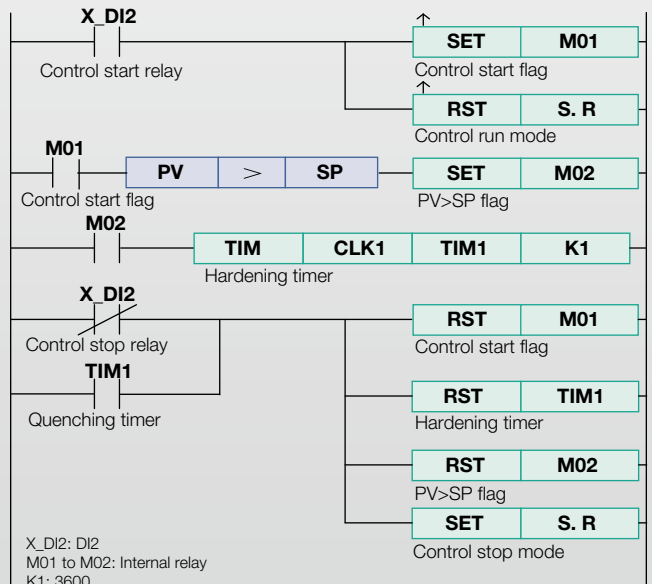 X_DI2
SET M01
Control start relay
Control start flag
RST S. R
Control run mode
M01
PV > SP
SET M02
Control start flag
PV>SP flag
M02
TIM CLK1 TIM1 K1
Hardening timer
X_DI2
RST M01
Control stop relay
Control start flag
TIM1
RST TIM1
Quenching timer
Hardening timer
RST M02
PV>SP flag
SET S. R
Control stop mode
X_DI2: DI2
M01 to M02: Internal relay
K1: 3600